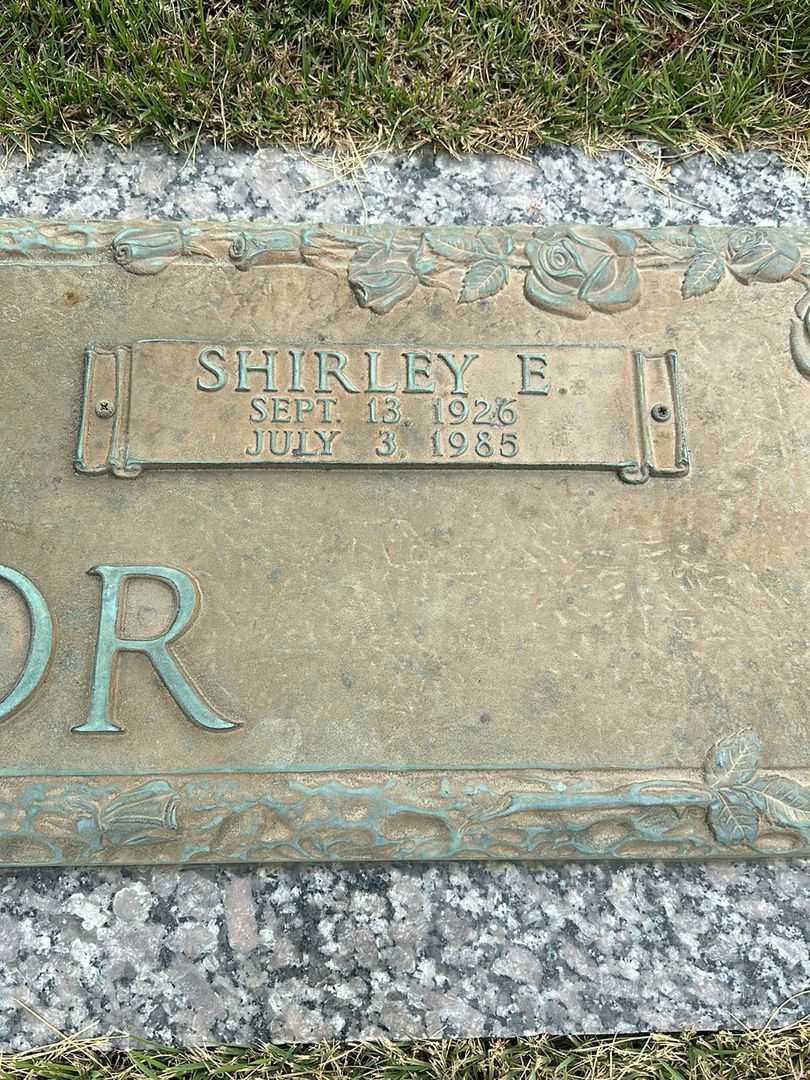 SHIRLEY E
SEPT. 13 1926
JULY 3, 1985
OR